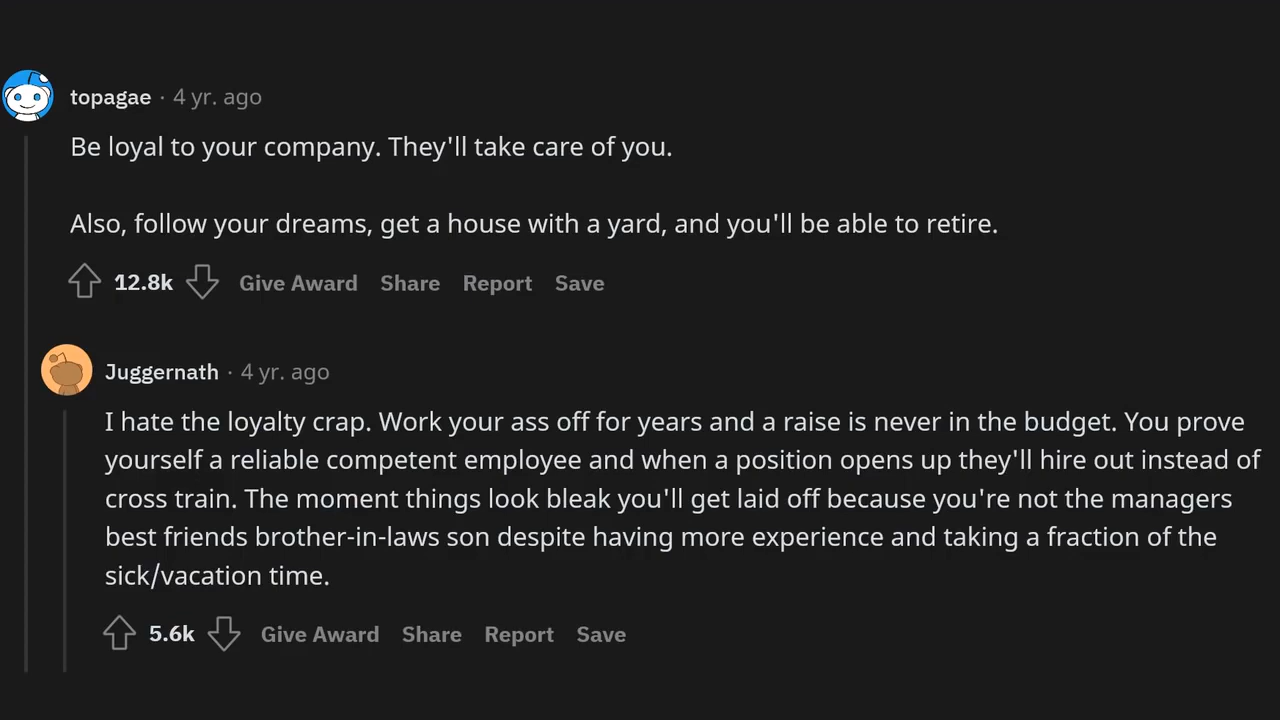 topagae · 4 yr. ago
Be loyal to your company. They'll take care of you.
Also, follow your dreams, get a house with a yard, and you'll be able to retire.
12.8k Give Award Share Report Save
Juggernath · 4 yr. ago
I hate the loyalty crap. Work your ass off for years and a raise is never in the budget. You prove
yourself a reliable competent employee and when a position opens up they'll hire out instead of
cross train. The moment things look bleak you'll get laid off because you're not the managers
best friends brother-in-laws son despite having more experience and taking a fraction of the
sick/vacation time.
5.6k Give Award Share Report Save